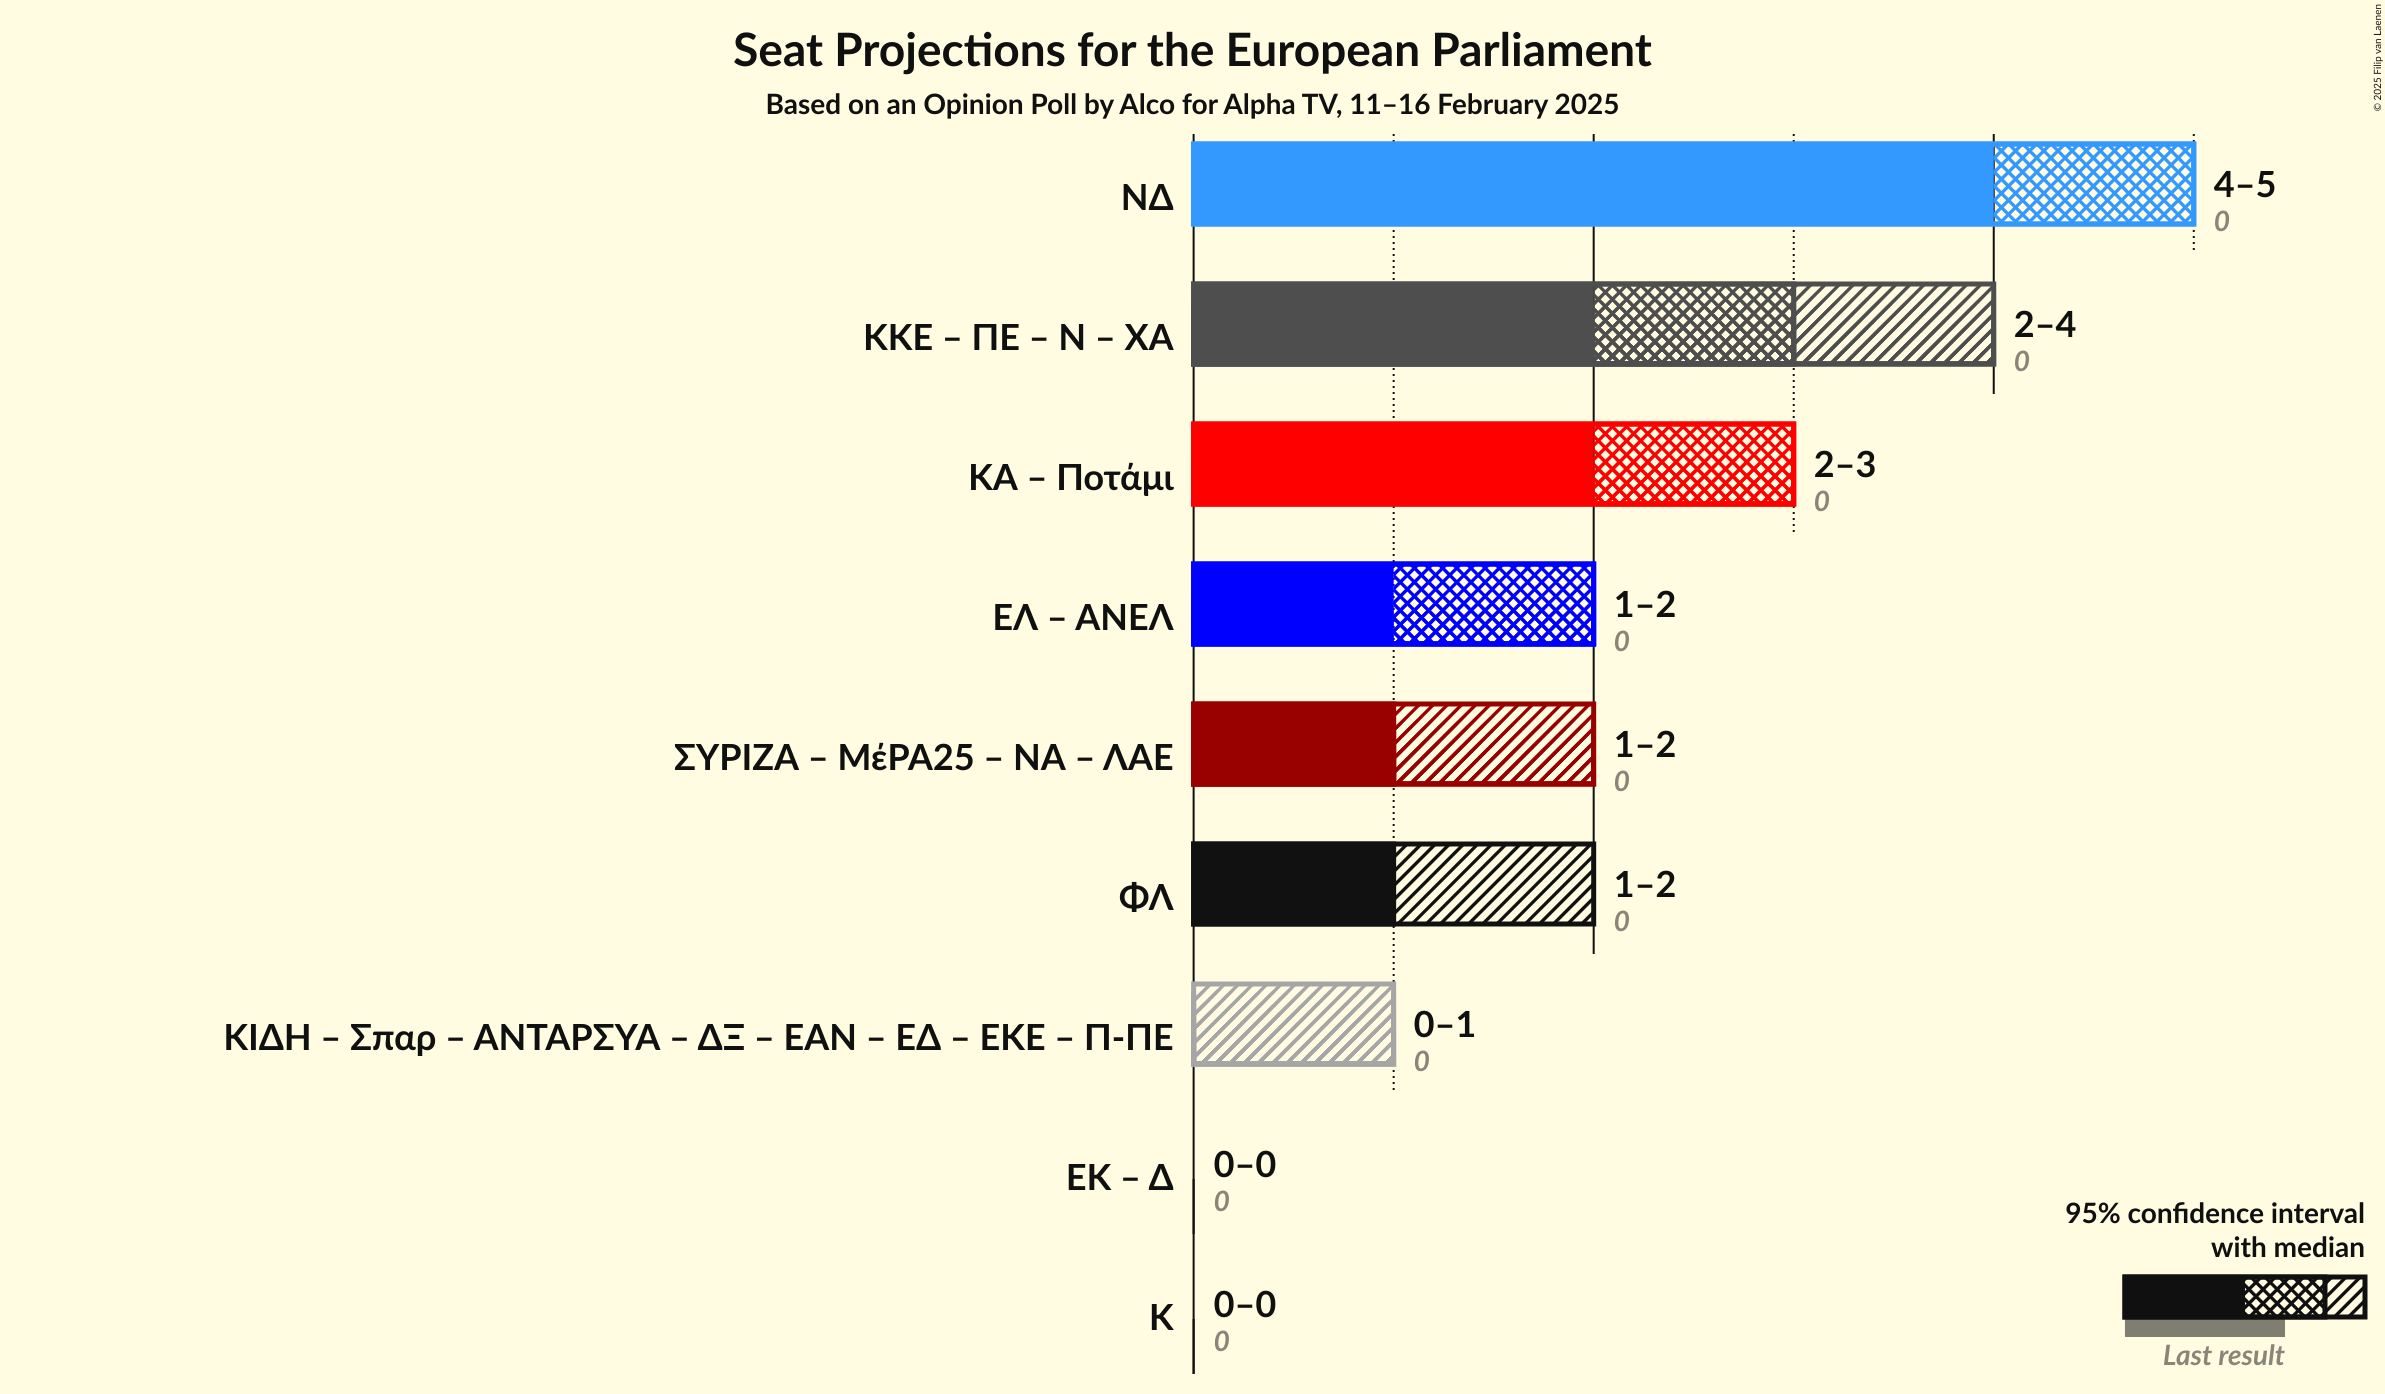 Seat Projections for the European Parliament
Based on an Opinion Poll by Alco for Alpha TV, 11–16 February 2025
© 2025 Filip van Laenen
ΝΔ
4–5
0
ΚΚΕ – ΠΕ – Ν – ΧΑ
2–4
0
ΚΑ – Ποτάμι
2–3
0
ΕΛ – ΑΝΕΛ
1–2
0
ΣΥΡΙΖΑ – ΜέΡΑ25 – ΝΑ – ΛΑΕ
1–2
0
ΦΛ
1–2
0
ΚΙΔΗ – Σπαρ – ΑΝΤΑΡΣΥΑ – ΔΞ – ΕΑΝ – ΕΔ – ΕΚΕ – Π-ΠΕ
0–1
0
ΕΚ – Δ
0–0
0
Κ
0–0
0
95% confidence interval
with median
Last result